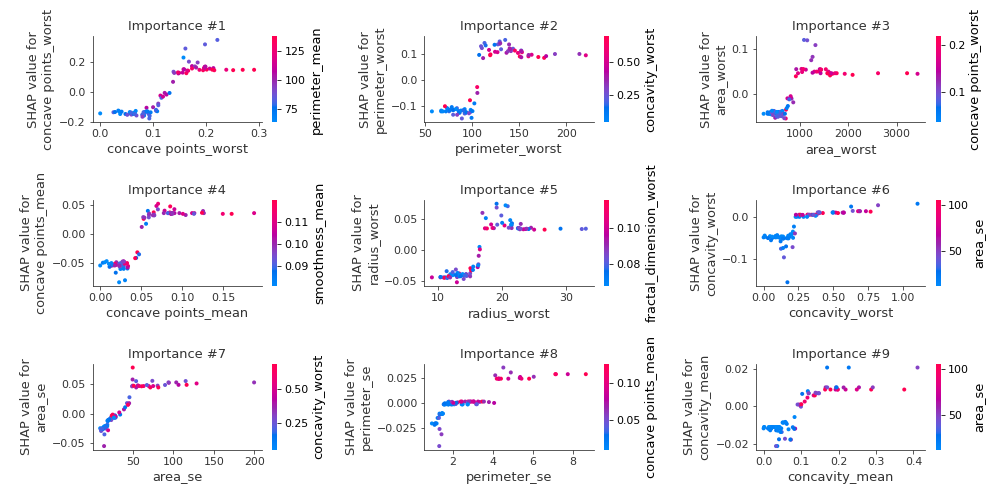 Importance #1
SHAP value for
concave points_worst
0.2
0.0
−0.2
0.0
0.1
0.2
0.3
concave points_worst
125
100
75
perimeter_mean
Importance #2
SHAP value for
perimeter_worst
0.1
0.0
−0.1
50
100
150
200
perimeter_worst
0.50
0.25
concavity_worst
Importance #3
SHAP value for
area_worst
0.1
0.0
1000
2000
3000
area_worst
0.2
0.1
concave points_worst
Importance #4
SHAP value for
concave points_mean
0.05
0.00
−0.05
0.00
0.05
0.10
0.15
concave points_mean
0.11
0.10
0.09
smoothness_mean
Importance #5
SHAP value for
radius_worst
0.05
0.00
−0.05
10
20
30
radius_worst
0.10
0.08
fractal_dimension_worst
Importance #6
SHAP value for
concavity_worst
0.0
−0.1
0.00
0.25
0.50
0.75
1.00
concavity_worst
100
50
area_se
Importance #7
SHAP value for
area_se
0.05
0.00
−0.05
50
100
150
200
area_se
0.50
0.25
concavity_worst
Importance #8
SHAP value for
perimeter_se
0.025
0.000
−0.025
2
4
6
8
perimeter_se
0.10
0.05
concave points_mean
Importance #9
SHAP value for
concavity_mean
0.02
0.00
−0.02
0.0
0.1
0.2
0.3
0.4
concavity_mean
100
50
area_se